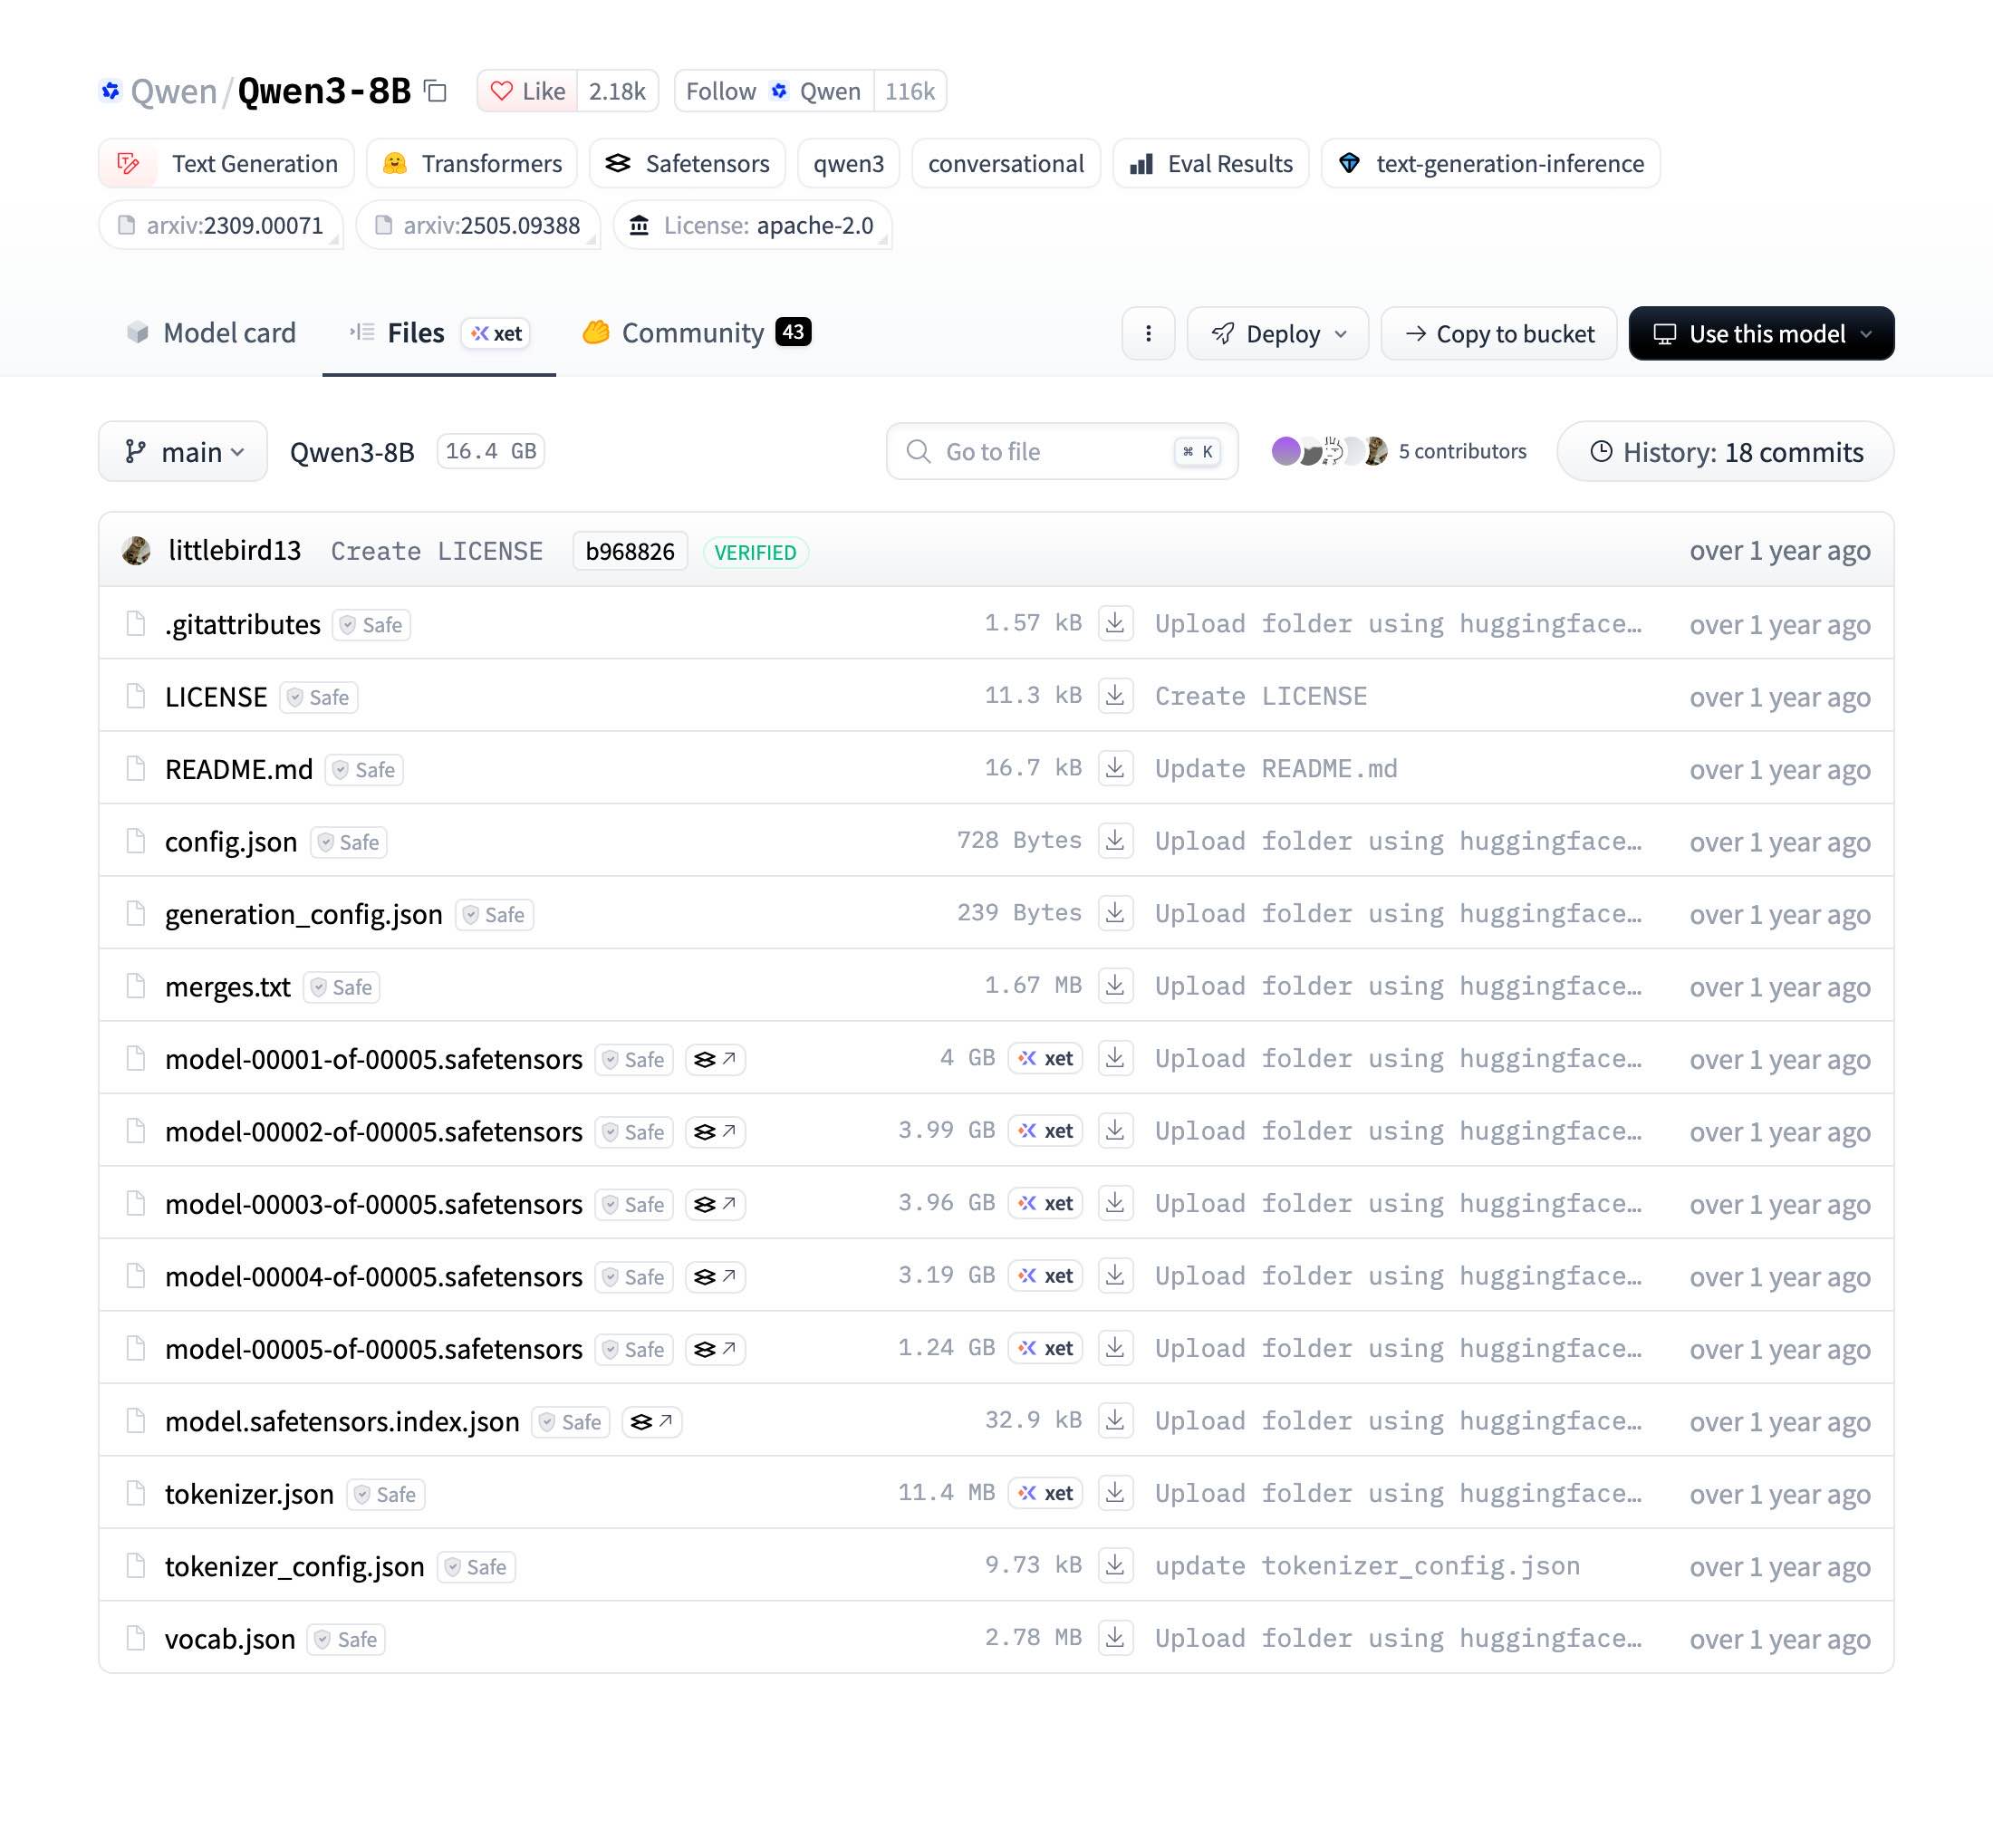 Qwen/Qwen3-8B Like 2.18k Follow Qwen 116k
Text Generation Transformers Safetensors qwen3 conversational Eval Results text-generation-inference
arxiv:2309.00071 arxiv:2505.09388 License: apache-2.0
Model card Files xet Community 43 Deploy Copy to bucket Use this model
main Qwen3-8B 16.4 GB Go to file ⌘ K 5 contributors History: 18 commits
littlebird13 Create LICENSE b968826 VERIFIED over 1 year ago
.gitattributes Safe 1.57 kB Upload folder using huggingface… over 1 year ago
LICENSE Safe 11.3 kB Create LICENSE over 1 year ago
README.md Safe 16.7 kB Update README.md over 1 year ago
config.json Safe 728 Bytes Upload folder using huggingface… over 1 year ago
generation_config.json Safe 239 Bytes Upload folder using huggingface… over 1 year ago
merges.txt Safe 1.67 MB Upload folder using huggingface… over 1 year ago
model-00001-of-00005.safetensors Safe 4 GB xet Upload folder using huggingface… over 1 year ago
model-00002-of-00005.safetensors Safe 3.99 GB xet Upload folder using huggingface… over 1 year ago
model-00003-of-00005.safetensors Safe 3.96 GB xet Upload folder using huggingface… over 1 year ago
model-00004-of-00005.safetensors Safe 3.19 GB xet Upload folder using huggingface… over 1 year ago
model-00005-of-00005.safetensors Safe 1.24 GB xet Upload folder using huggingface… over 1 year ago
model.safetensors.index.json Safe 32.9 kB Upload folder using huggingface… over 1 year ago
tokenizer.json Safe 11.4 MB xet Upload folder using huggingface… over 1 year ago
tokenizer_config.json Safe 9.73 kB update tokenizer_config.json over 1 year ago
vocab.json Safe 2.78 MB Upload folder using huggingface… over 1 year ago